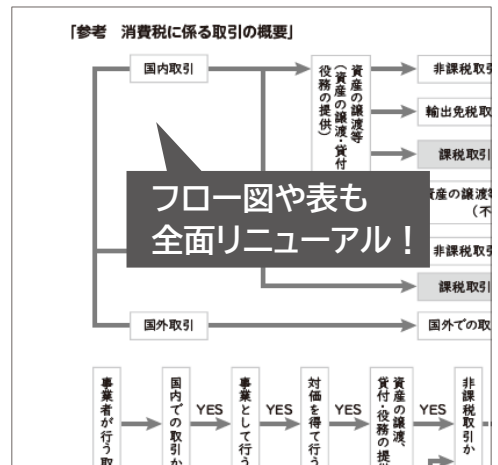 「参考　消費税に係る取引の概要」
国内取引
資産の譲渡等
（資産の譲渡・貸付
役務の提供）
非課税取引
輸出免税取
課税取引
資産の譲渡等
（不
非課税取引
課税取引
フロー図や表も
全面リニューアル！
国外取引
国外での取
事業者が行う取
国内での取引か
YES
事業として行う
YES
対価を得て行う
YES
資産の譲渡、
貸付・役務の提供
YES
非課税取引か